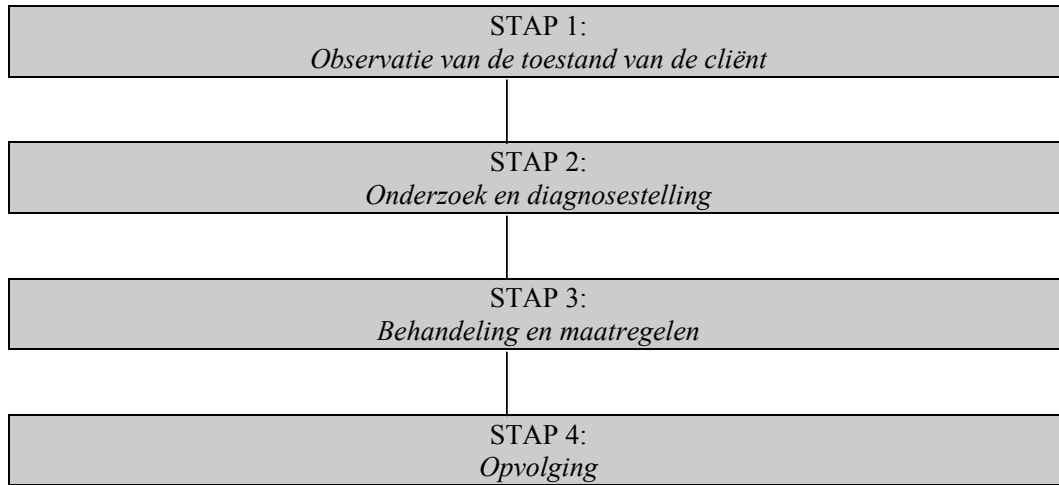 STAP 1:
Observatie van de toestand van de cliënt
STAP 2:
Onderzoek en diagnosestelling
STAP 3:
Behandeling en maatregelen
STAP 4:
Opvolging